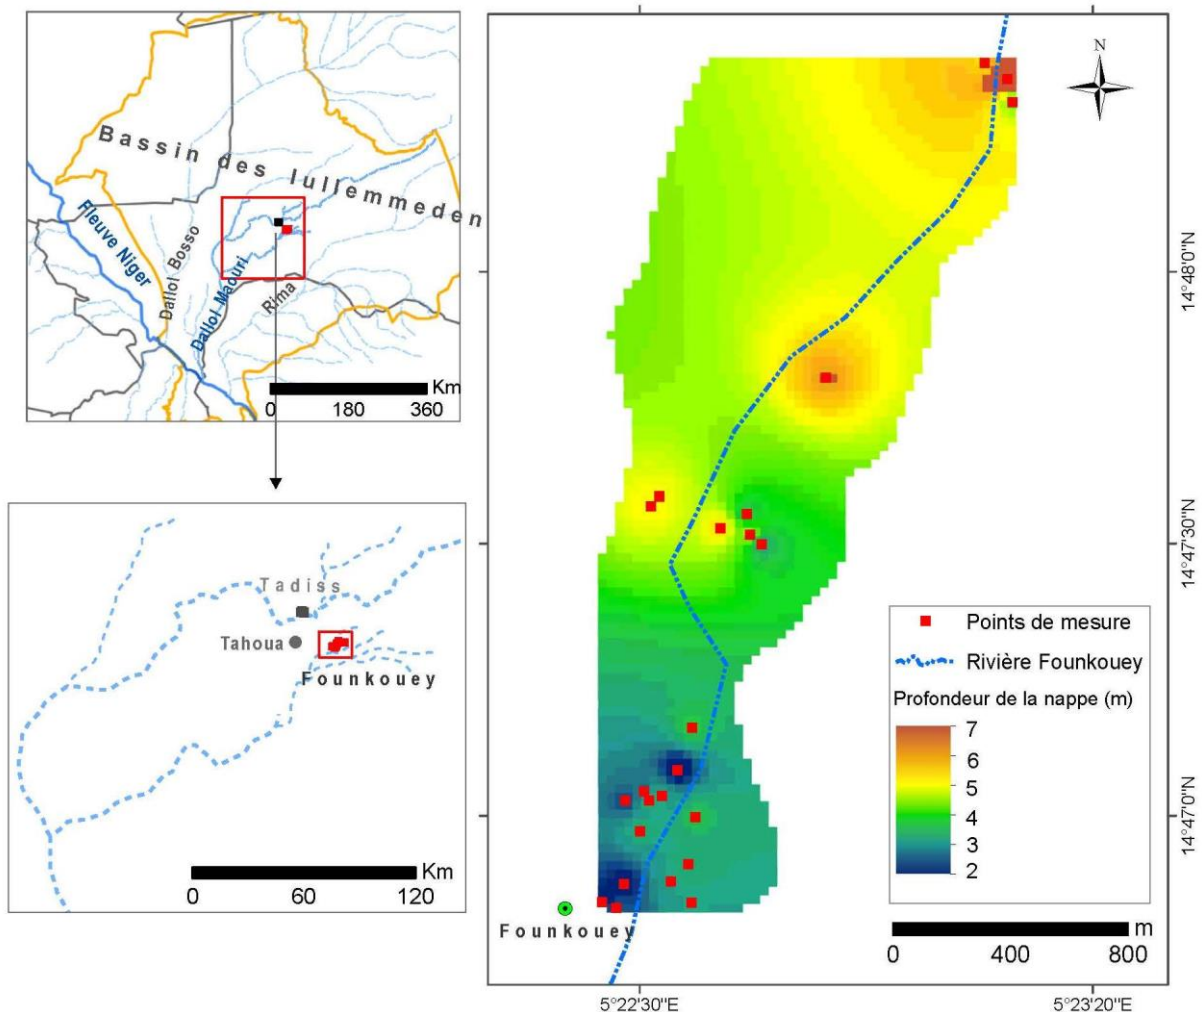 Bassin des Iullemmeden
Fleuve Niger
Dallol Bosso
Dallol Maouri
Rima
Km
0 180 360
Tadiss
Tahoua
Founkouey
Km
0 60 120
N
14°48'0"N
14°47'30"N
14°47'0"N
Points de mesure
Rivière Founkouey
Profondeur de la nappe (m)
7
6
5
4
3
2
m
0 400 800
Founkouey
5°22'30"E
5°23'20"E